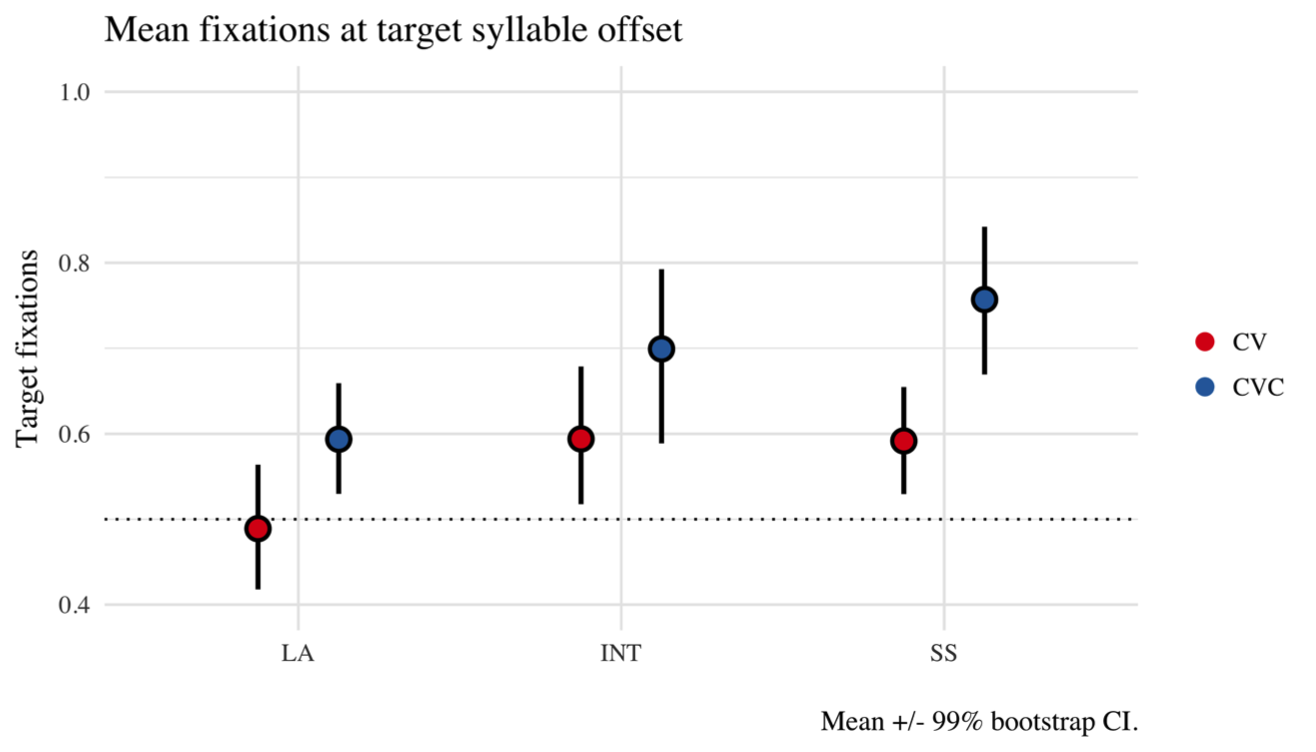 Mean fixations at target syllable offset
Target fixations
1.0
0.8
0.6
0.4
LA INT SS
CV
CVC
Mean +/- 99% bootstrap CI.